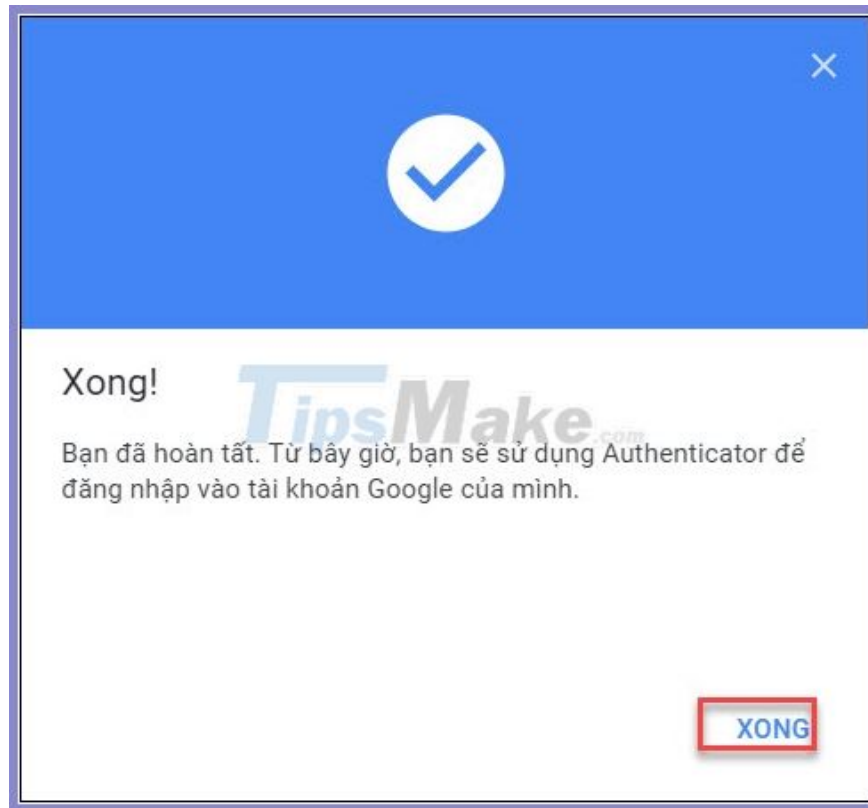 Xong!
TipsMake.com
Bạn đã hoàn tất. Từ bây giờ, bạn sẽ sử dụng Authenticator để
đăng nhập vào tài khoản Google của mình.
XONG